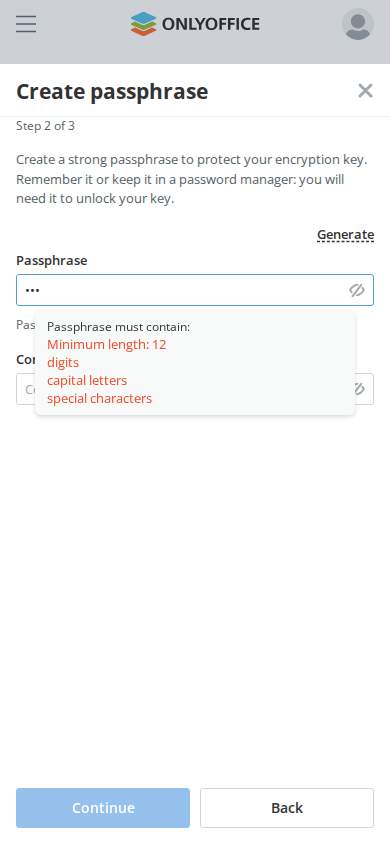 ONLYOFFICE
Create passphrase
Step 2 of 3
Create a strong passphrase to protect your encryption key.
Remember it or keep it in a password manager: you will
need it to unlock your key.
Generate
Passphrase
•••
Passphrase must contain:
Minimum length: 12
digits
capital letters
special characters
Continue
Back